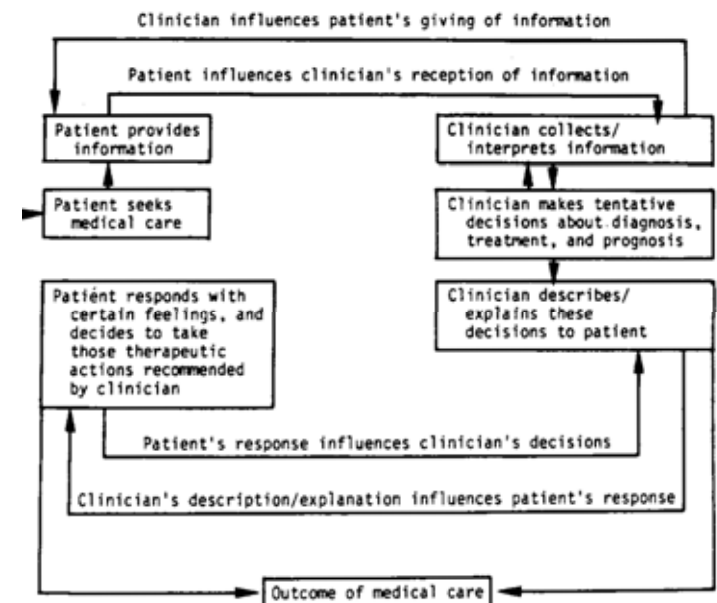 Clinician influences patient's giving of information
Patient influences clinician's reception of information
Patient provides
information
Clinician collects/
interprets information
Patient seeks
medical care
Clinician makes tentative
decisions about diagnosis,
treatment, and prognosis
Patient responds with
certain feelings, and
decides to take
those therapeutic
actions recommended
by clinician
Clinician describes/
explains these
decisions to patient
Patient's response influences clinician's decisions
Clinician's description/explanation influences patient's response
Outcome of medical care